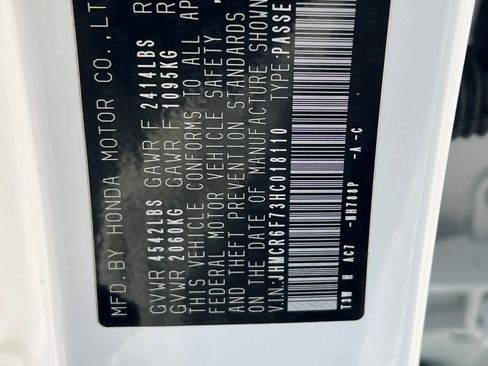 MFD.BY HONDA MOTOR CO.,LT
GVWR 4542LBS GAWR F 2414LBS R
GVWR 2060KG GAWR F 1095KG R
THIS VEHICLE CONFORMS TO ALL AP
FEDERAL MOTOR VEHICLE SAFETY
AND THEFT PREVENTION STANDARDS
ON THE DATE OF MANUFACTURE SHOWN
V.I.N:JHMCR6F73HC018110 TYPE:PASSE
T3W H AC7 -NH788P -A -C